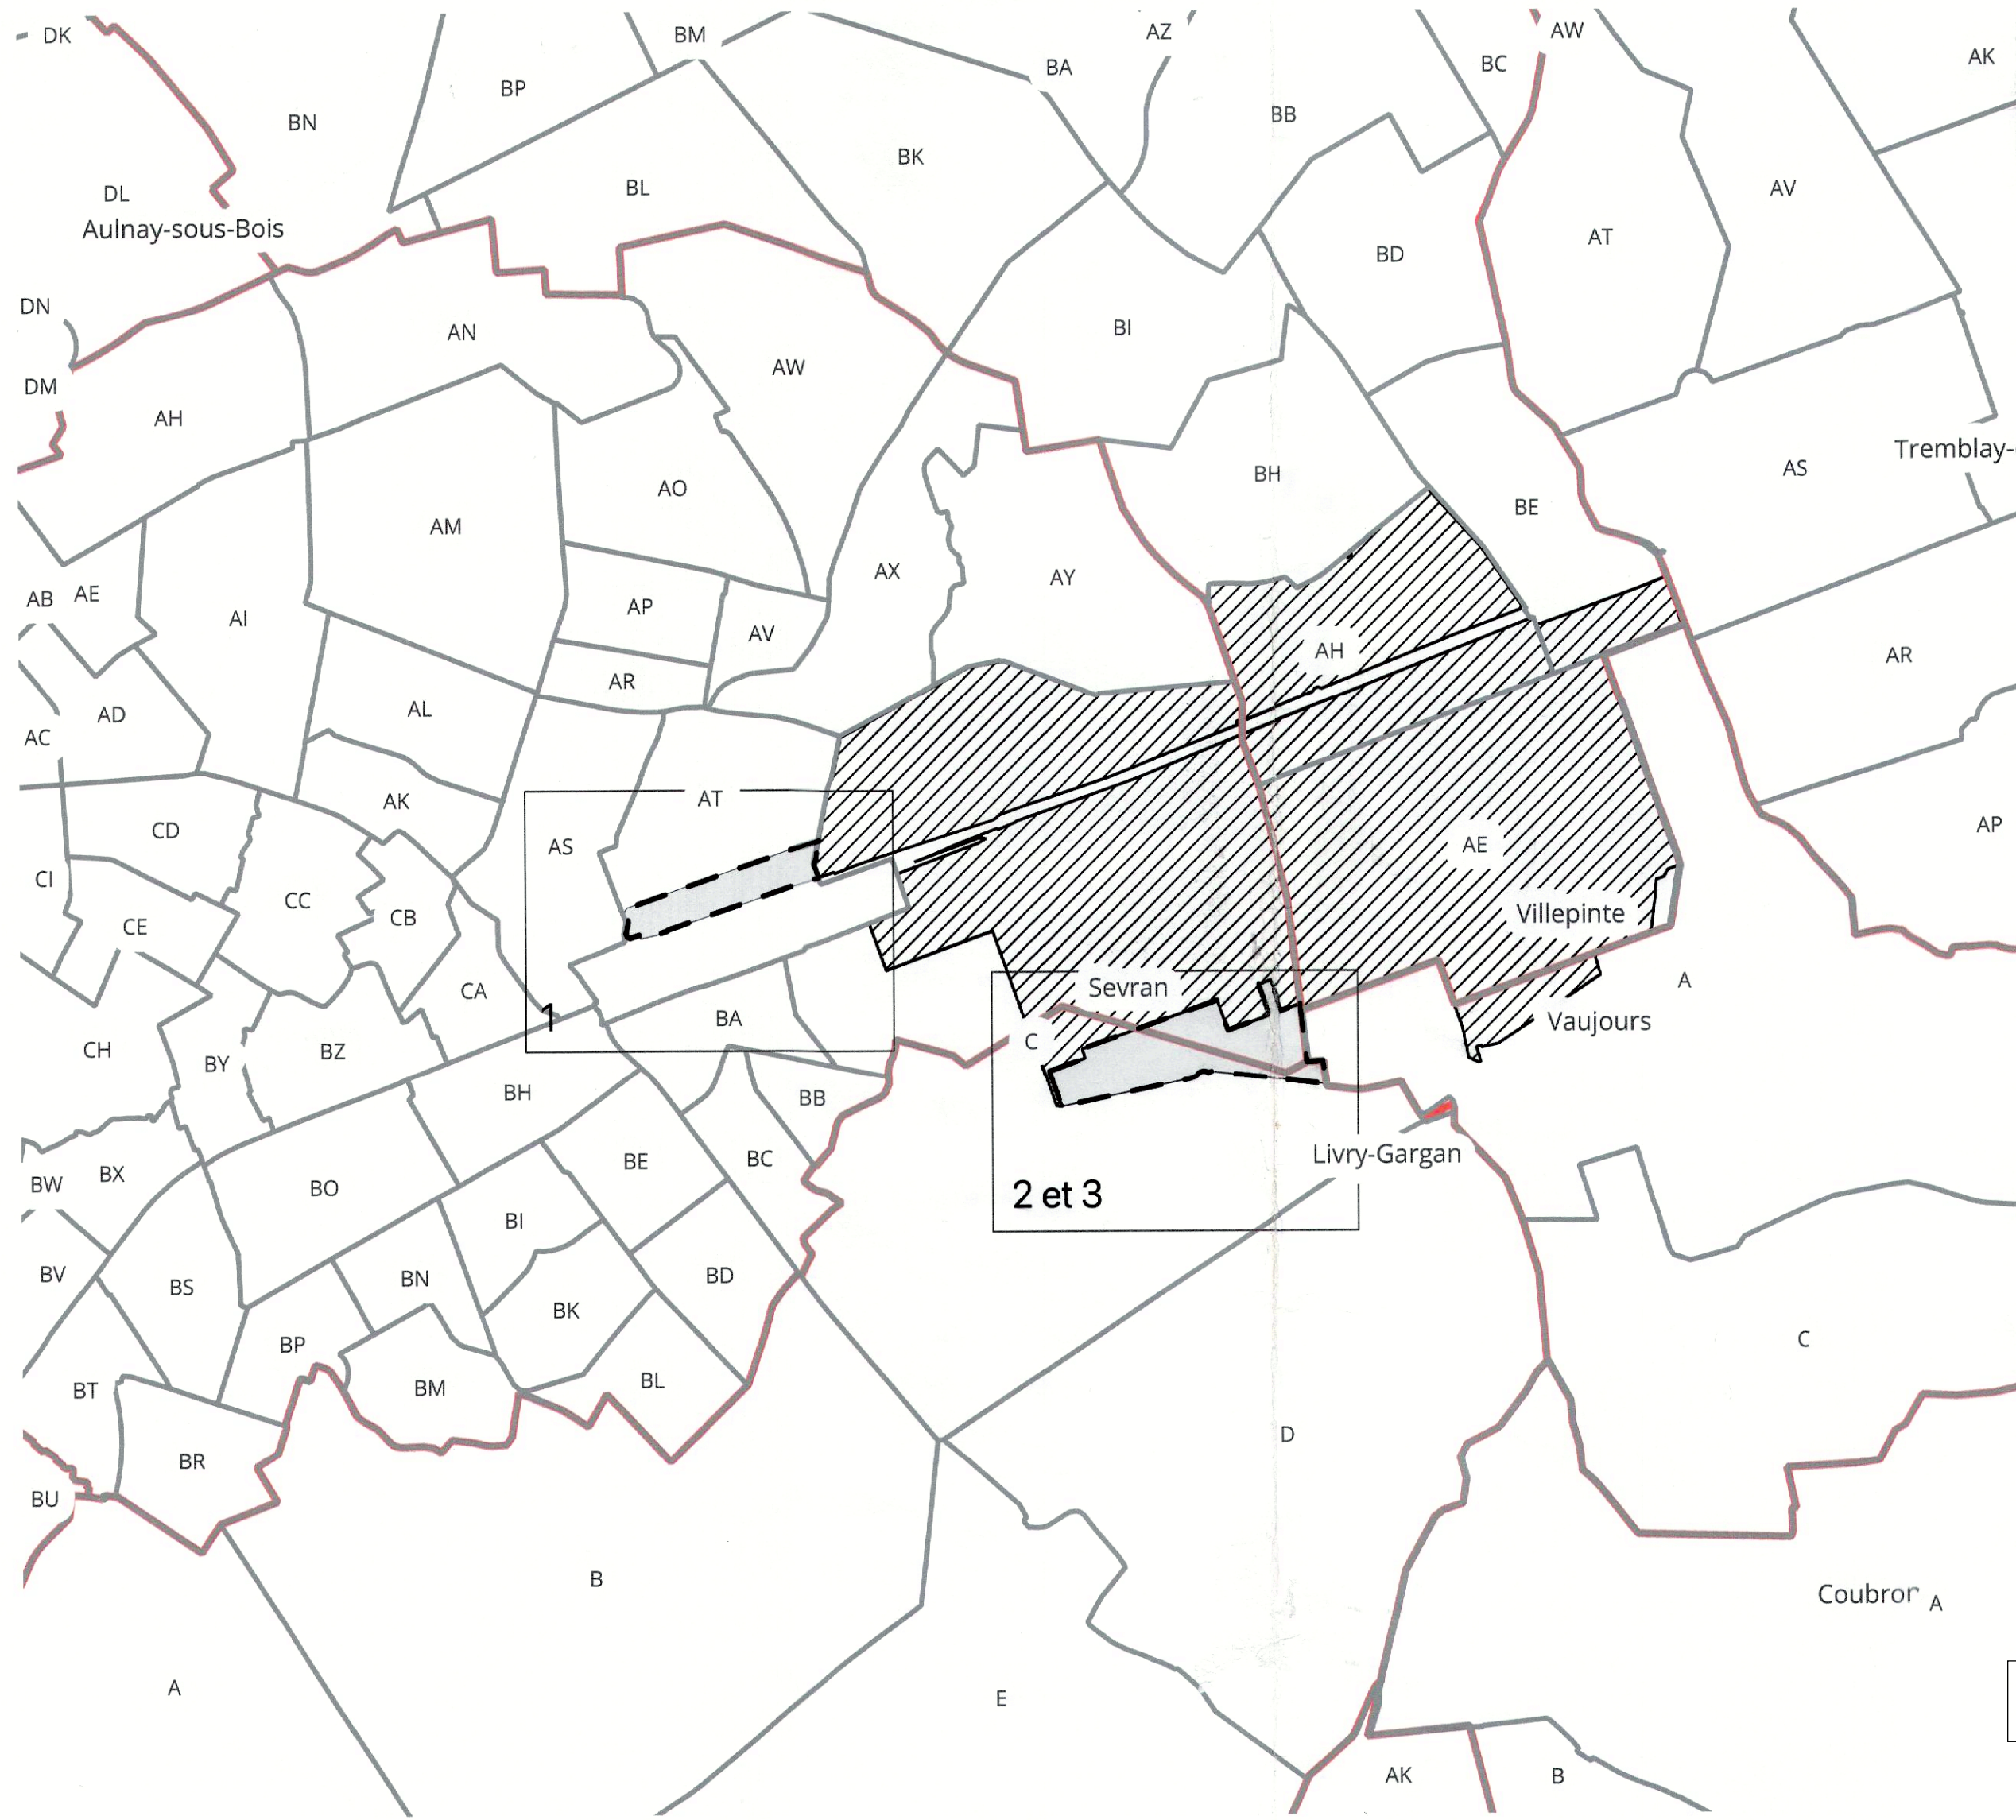 DK
BM
AZ
AW
BC
AK
BA
BP
BN
BB
BK
BL
DL
AV
Aulnay-sous-Bois
AT
BD
DN
AN
BI
AW
DM
AH
Tremblay-
AS
BH
AO
BE
AM
AX
AY
AE
AB
AP
AI
AV
AH
AR
AR
AL
AD
AC
AK
AT
CD
AP
AS
AE
CI
CC
Villepinte
CB
CE
A
Sevran
CA
1
BA
Vaujours
C
CH
BZ
BY
BH
BB
Livry-Gargan
BC
BE
BX
BW
BO
2 et 3
BI
BV
BN
BD
BS
BK
C
BP
BL
BM
BT
D
BR
BU
B
Coubror
A
A
E
AK
B